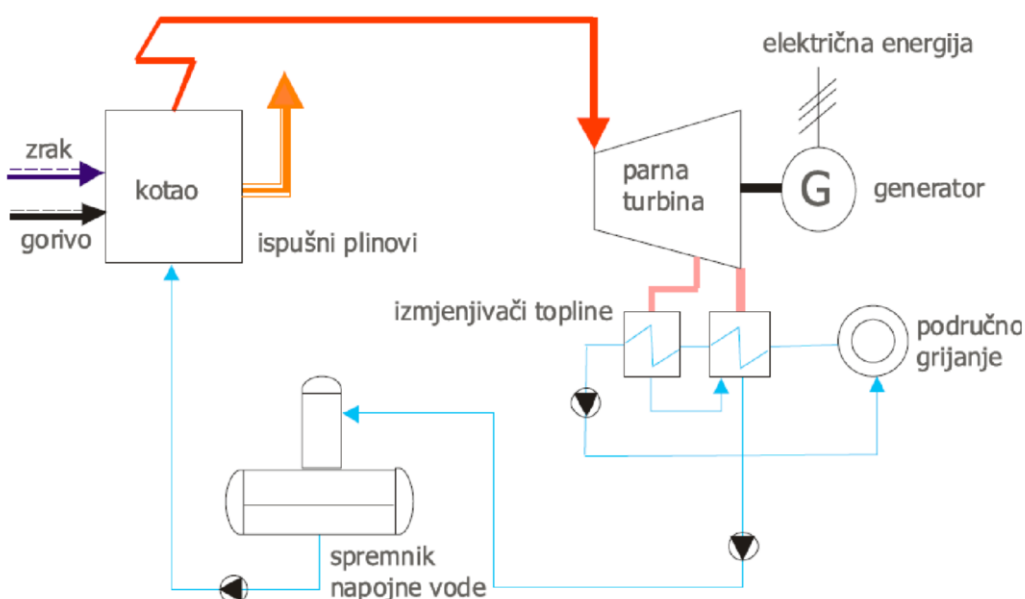 električna energija
zrak
kotao
parna
turbina
G
generator
gorivo
ispušni plinovi
izmjenjivači topline
područno
grijanje
spremnik
napojne vode